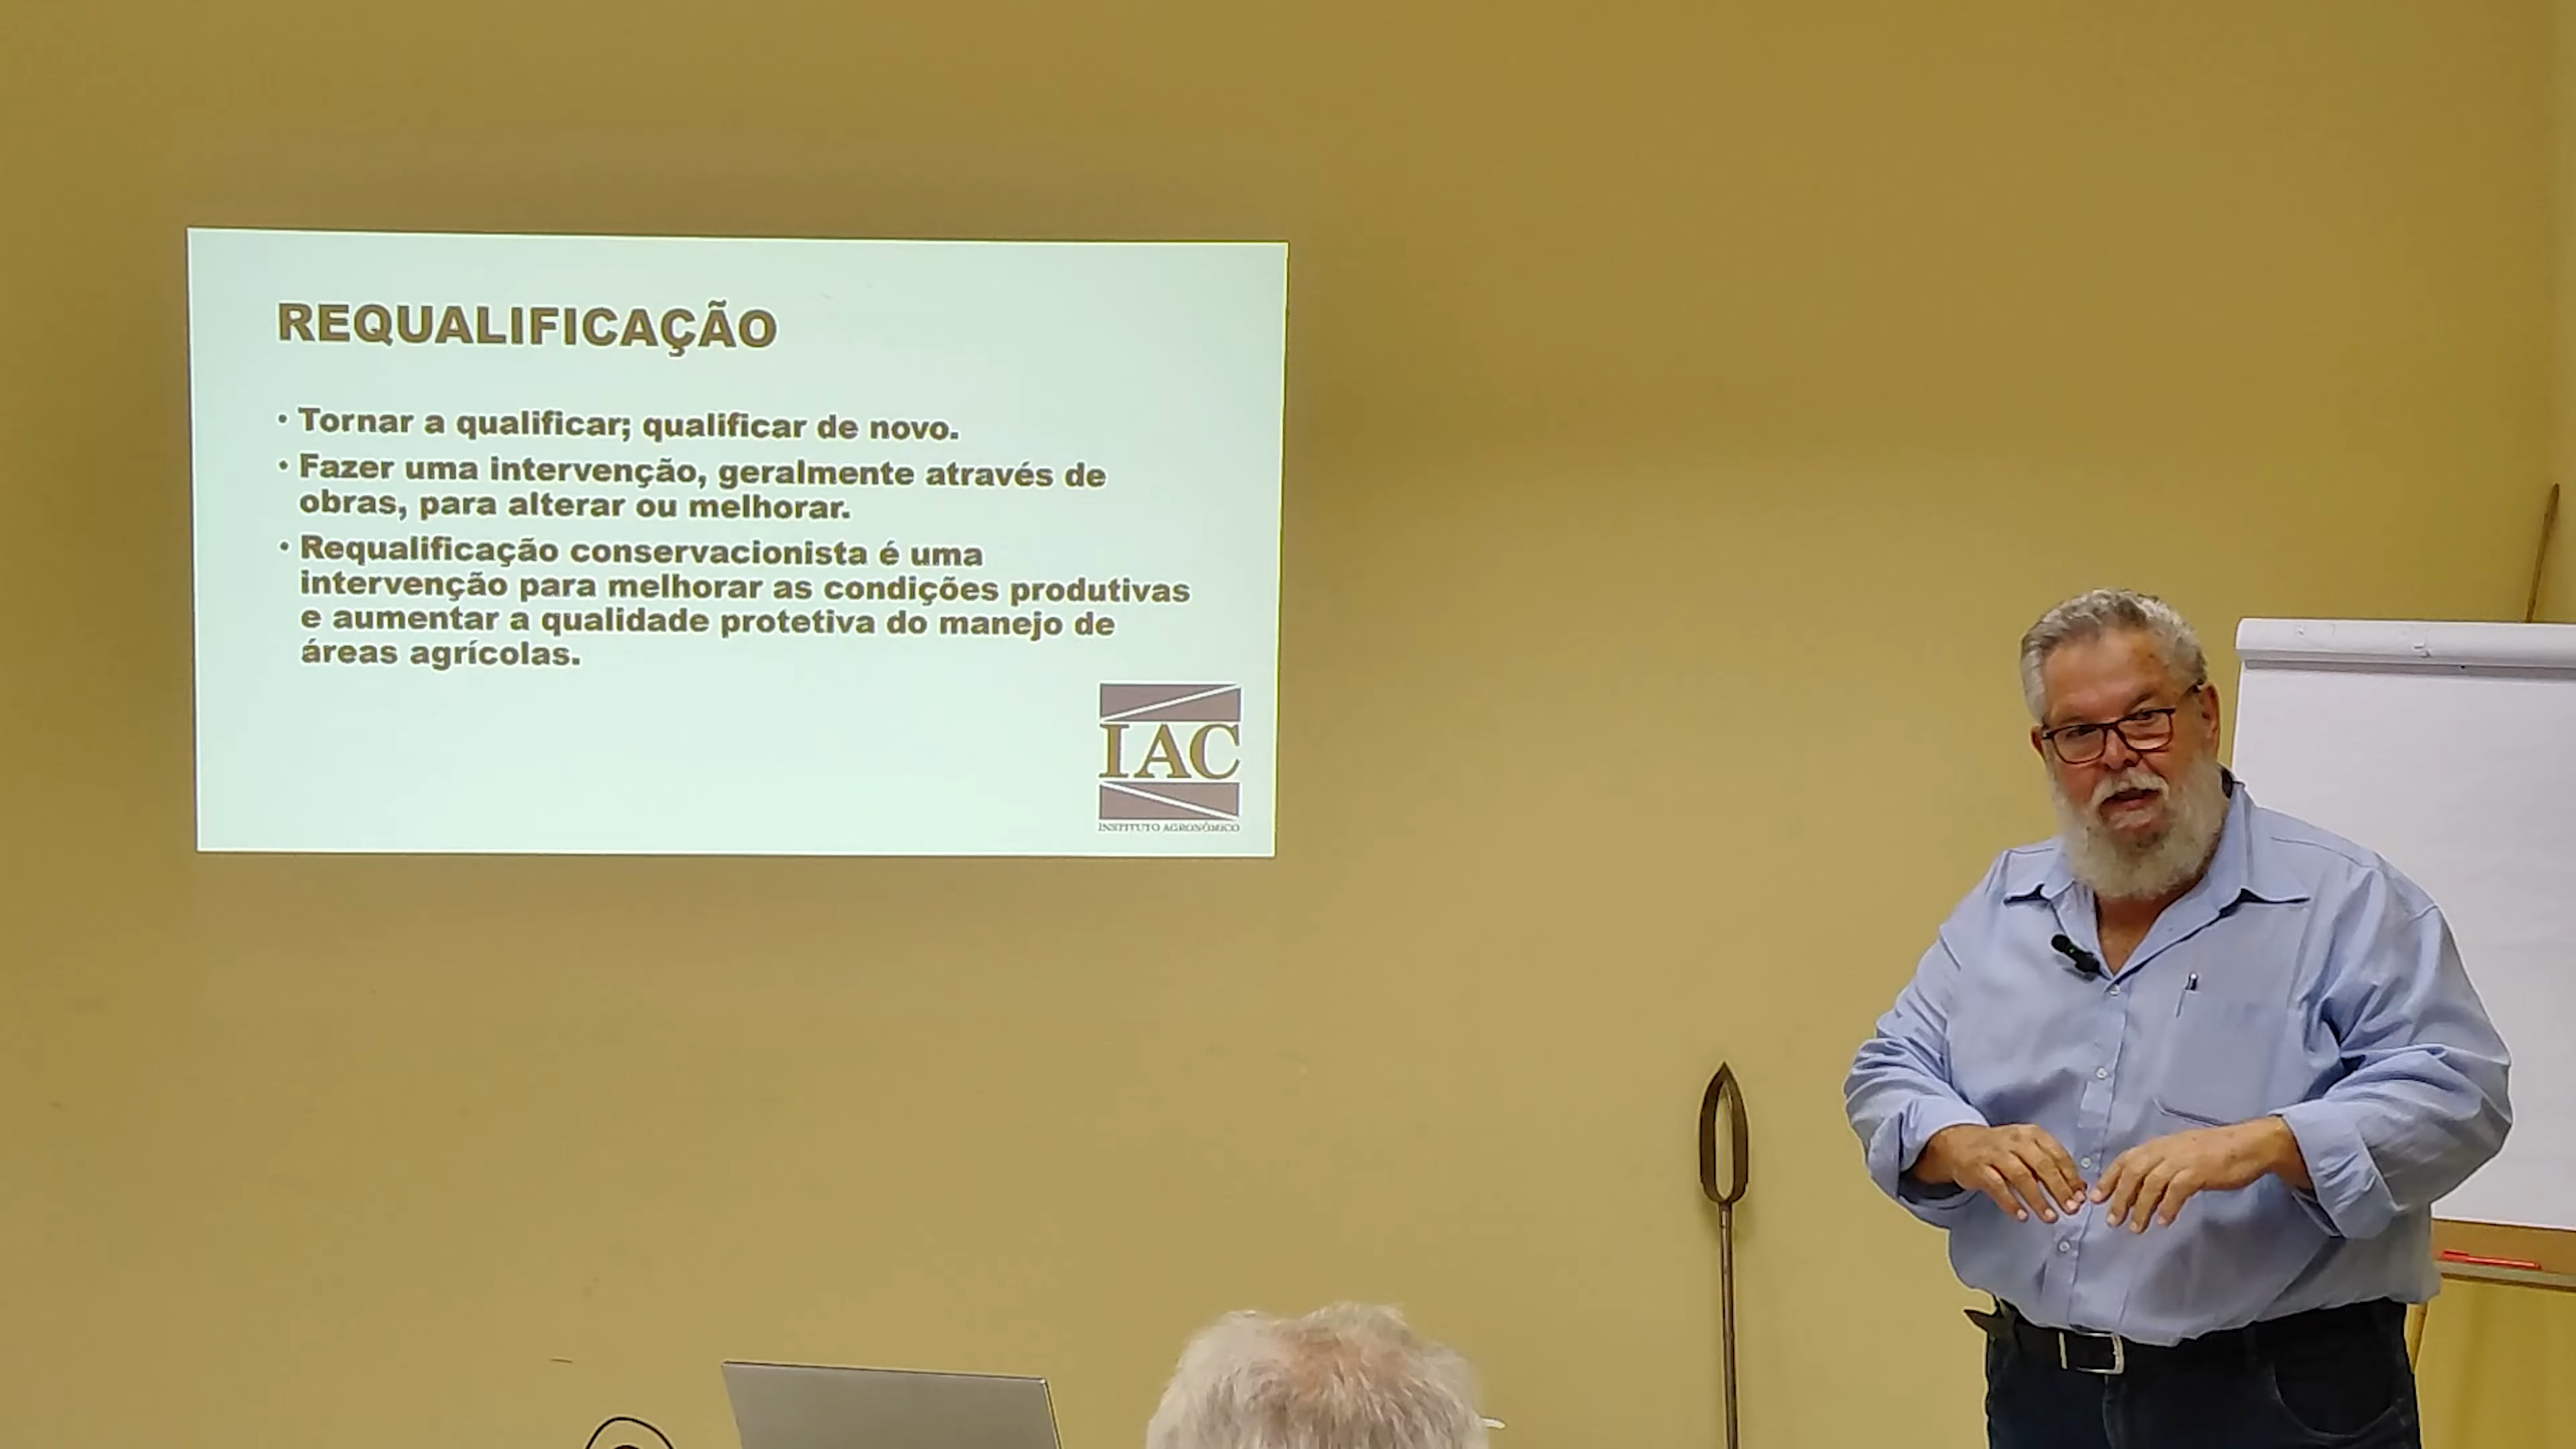 REQUALIFICAÇÃO
• Tornar a qualificar; qualificar de novo.
• Fazer uma intervenção, geralmente através de
obras, para alterar ou melhorar.
• Requalificação conservacionista é uma
intervenção para melhorar as condições produtivas
e aumentar a qualidade protetiva do manejo de
áreas agrícolas.
IAC
INSTITUTO AGRONÔMICO